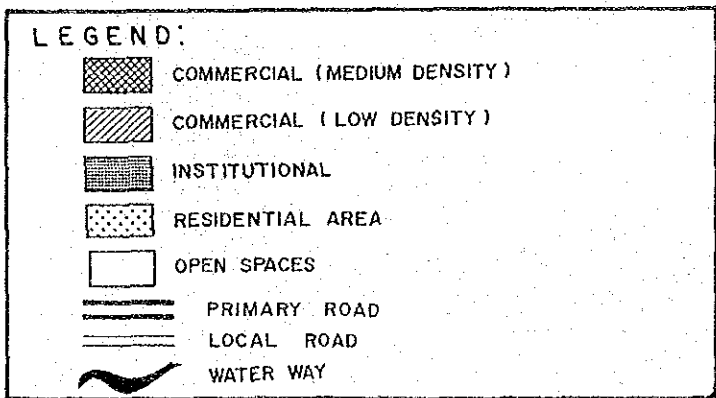 LEGEND:
COMMERCIAL (MEDIUM DENSITY)
COMMERCIAL (LOW DENSITY)
INSTITUTIONAL
RESIDENTIAL AREA
OPEN SPACES
PRIMARY ROAD
LOCAL ROAD
WATER WAY